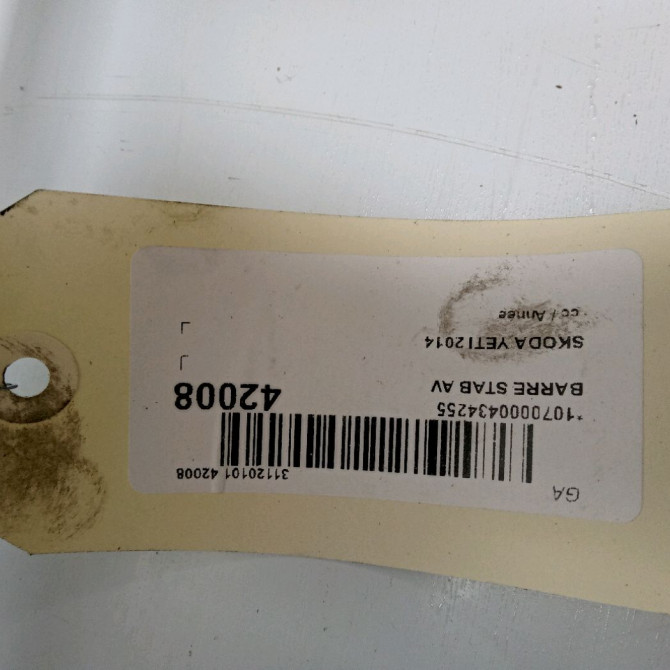 GA
31120101 42008
*1070000434255
42008
BARRE STAB AV
SKODA YETI 2014
cc / Année